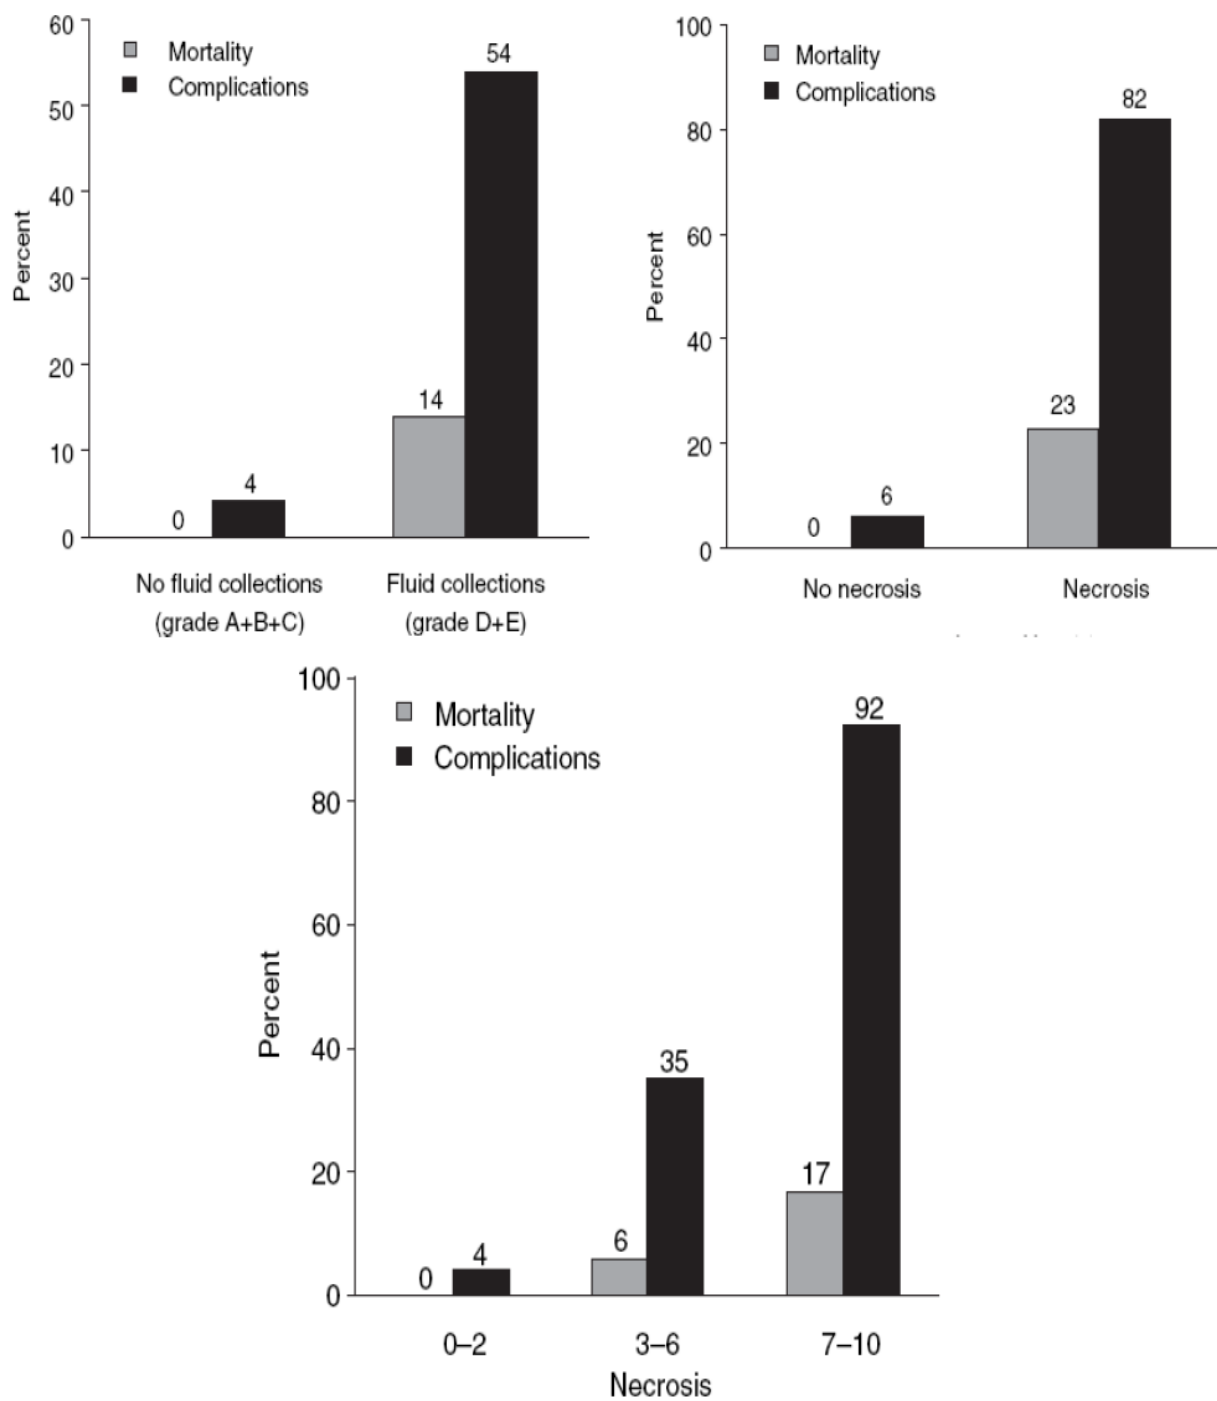 60
50
40
30
20
10
0
Percent
Mortality
Complications
0
4
14
54
No fluid collections
(grade A+B+C)
Fluid collections
(grade D+E)
100
80
60
40
20
0
Percent
Mortality
Complications
0
6
23
82
No necrosis
Necrosis
100
80
60
40
20
0
Percent
Mortality
Complications
0
4
6
35
17
92
0–2
3–6
7–10
Necrosis